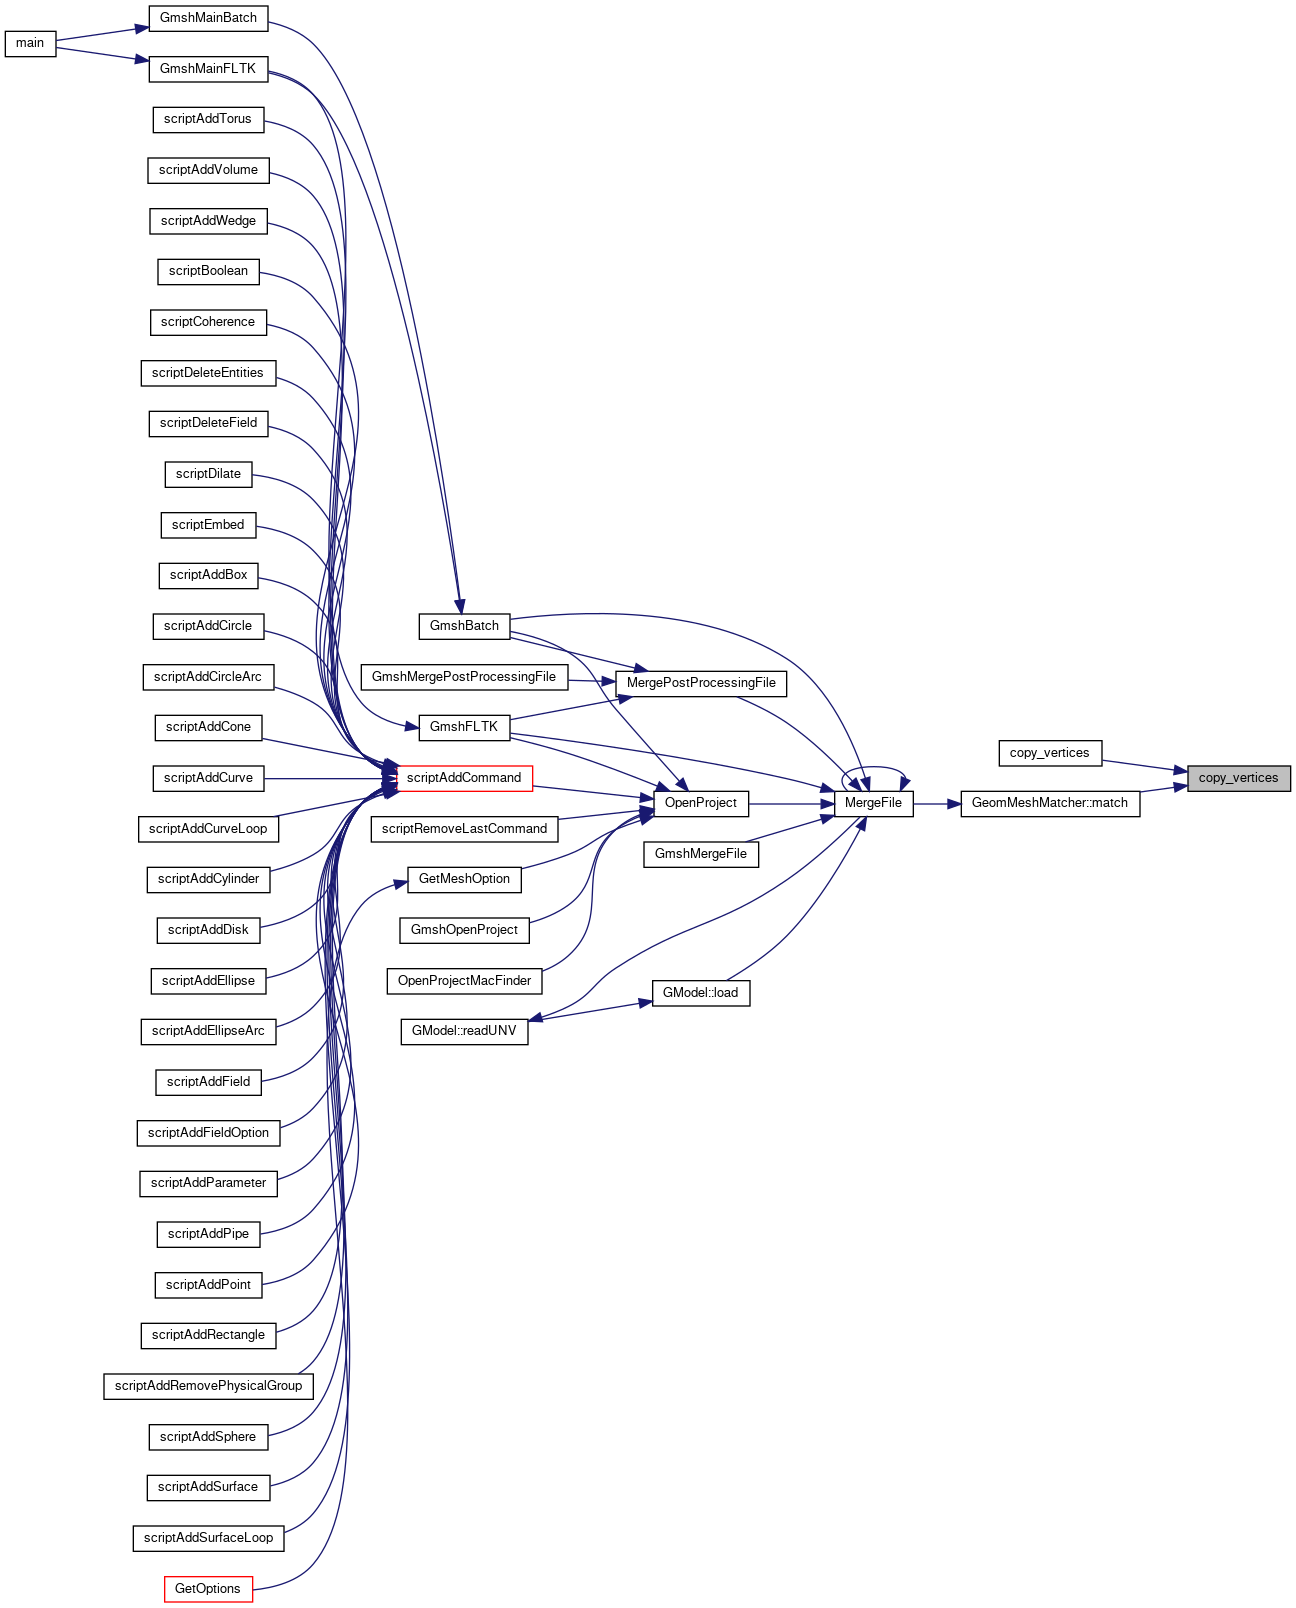 GmshMainBatch
main
GmshMainFLTK
scriptAddTorus
scriptAddVolume
scriptAddWedge
scriptBoolean
scriptCoherence
scriptDeleteEntities
scriptDeleteField
scriptDilate
scriptEmbed
scriptAddBox
scriptAddCircle
scriptAddCircleArc
scriptAddCone
scriptAddCurve
scriptAddCurveLoop
scriptAddCylinder
scriptAddDisk
scriptAddEllipse
scriptAddEllipseArc
scriptAddField
scriptAddFieldOption
scriptAddParameter
scriptAddPipe
scriptAddPoint
scriptAddRectangle
scriptAddRemovePhysicalGroup
scriptAddSphere
scriptAddSurface
scriptAddSurfaceLoop
GetOptions
GmshBatch
GmshMergePostProcessingFile
GmshFLTK
scriptAddCommand
scriptRemoveLastCommand
GetMeshOption
GmshOpenProject
OpenProjectMacFinder
GModel::readUNV
MergePostProcessingFile
OpenProject
GmshMergeFile
GModel::load
MergeFile
copy_vertices
GeomMeshMatcher::match
copy_vertices